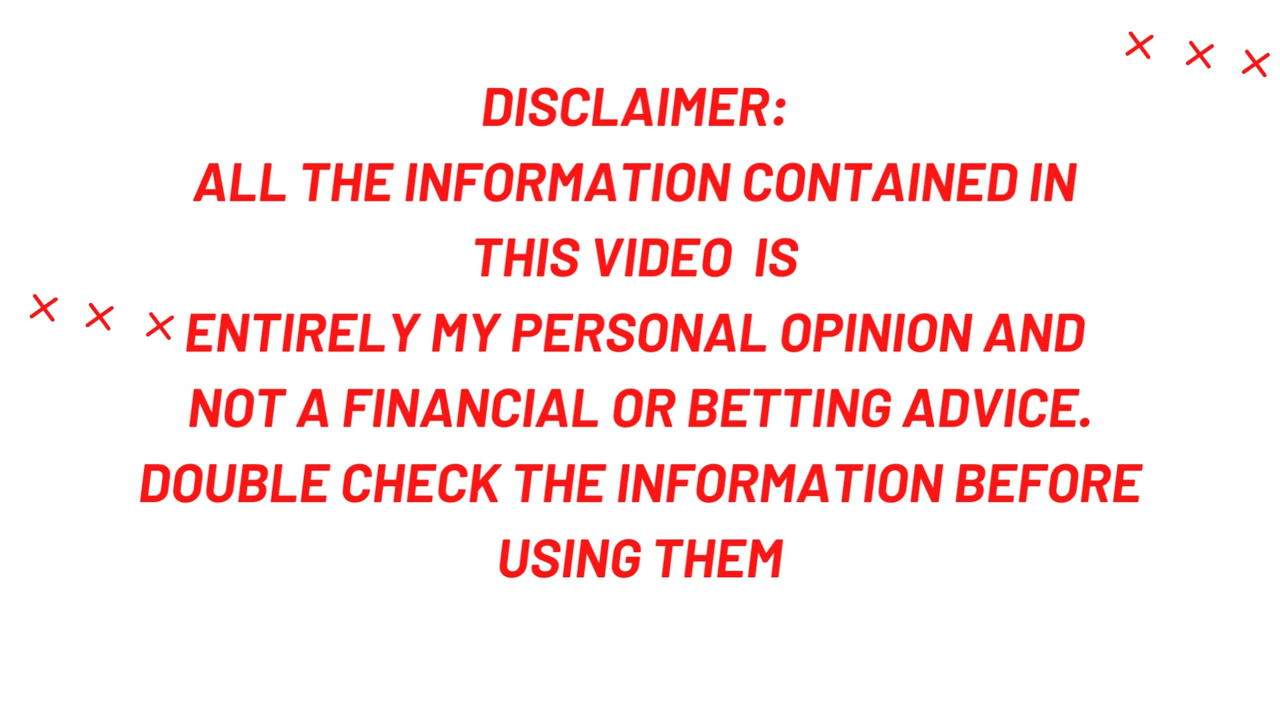 DISCLAIMER:
ALL THE INFORMATION CONTAINED IN
THIS VIDEO IS
ENTIRELY MY PERSONAL OPINION AND
NOT A FINANCIAL OR BETTING ADVICE.
DOUBLE CHECK THE INFORMATION BEFORE
USING THEM